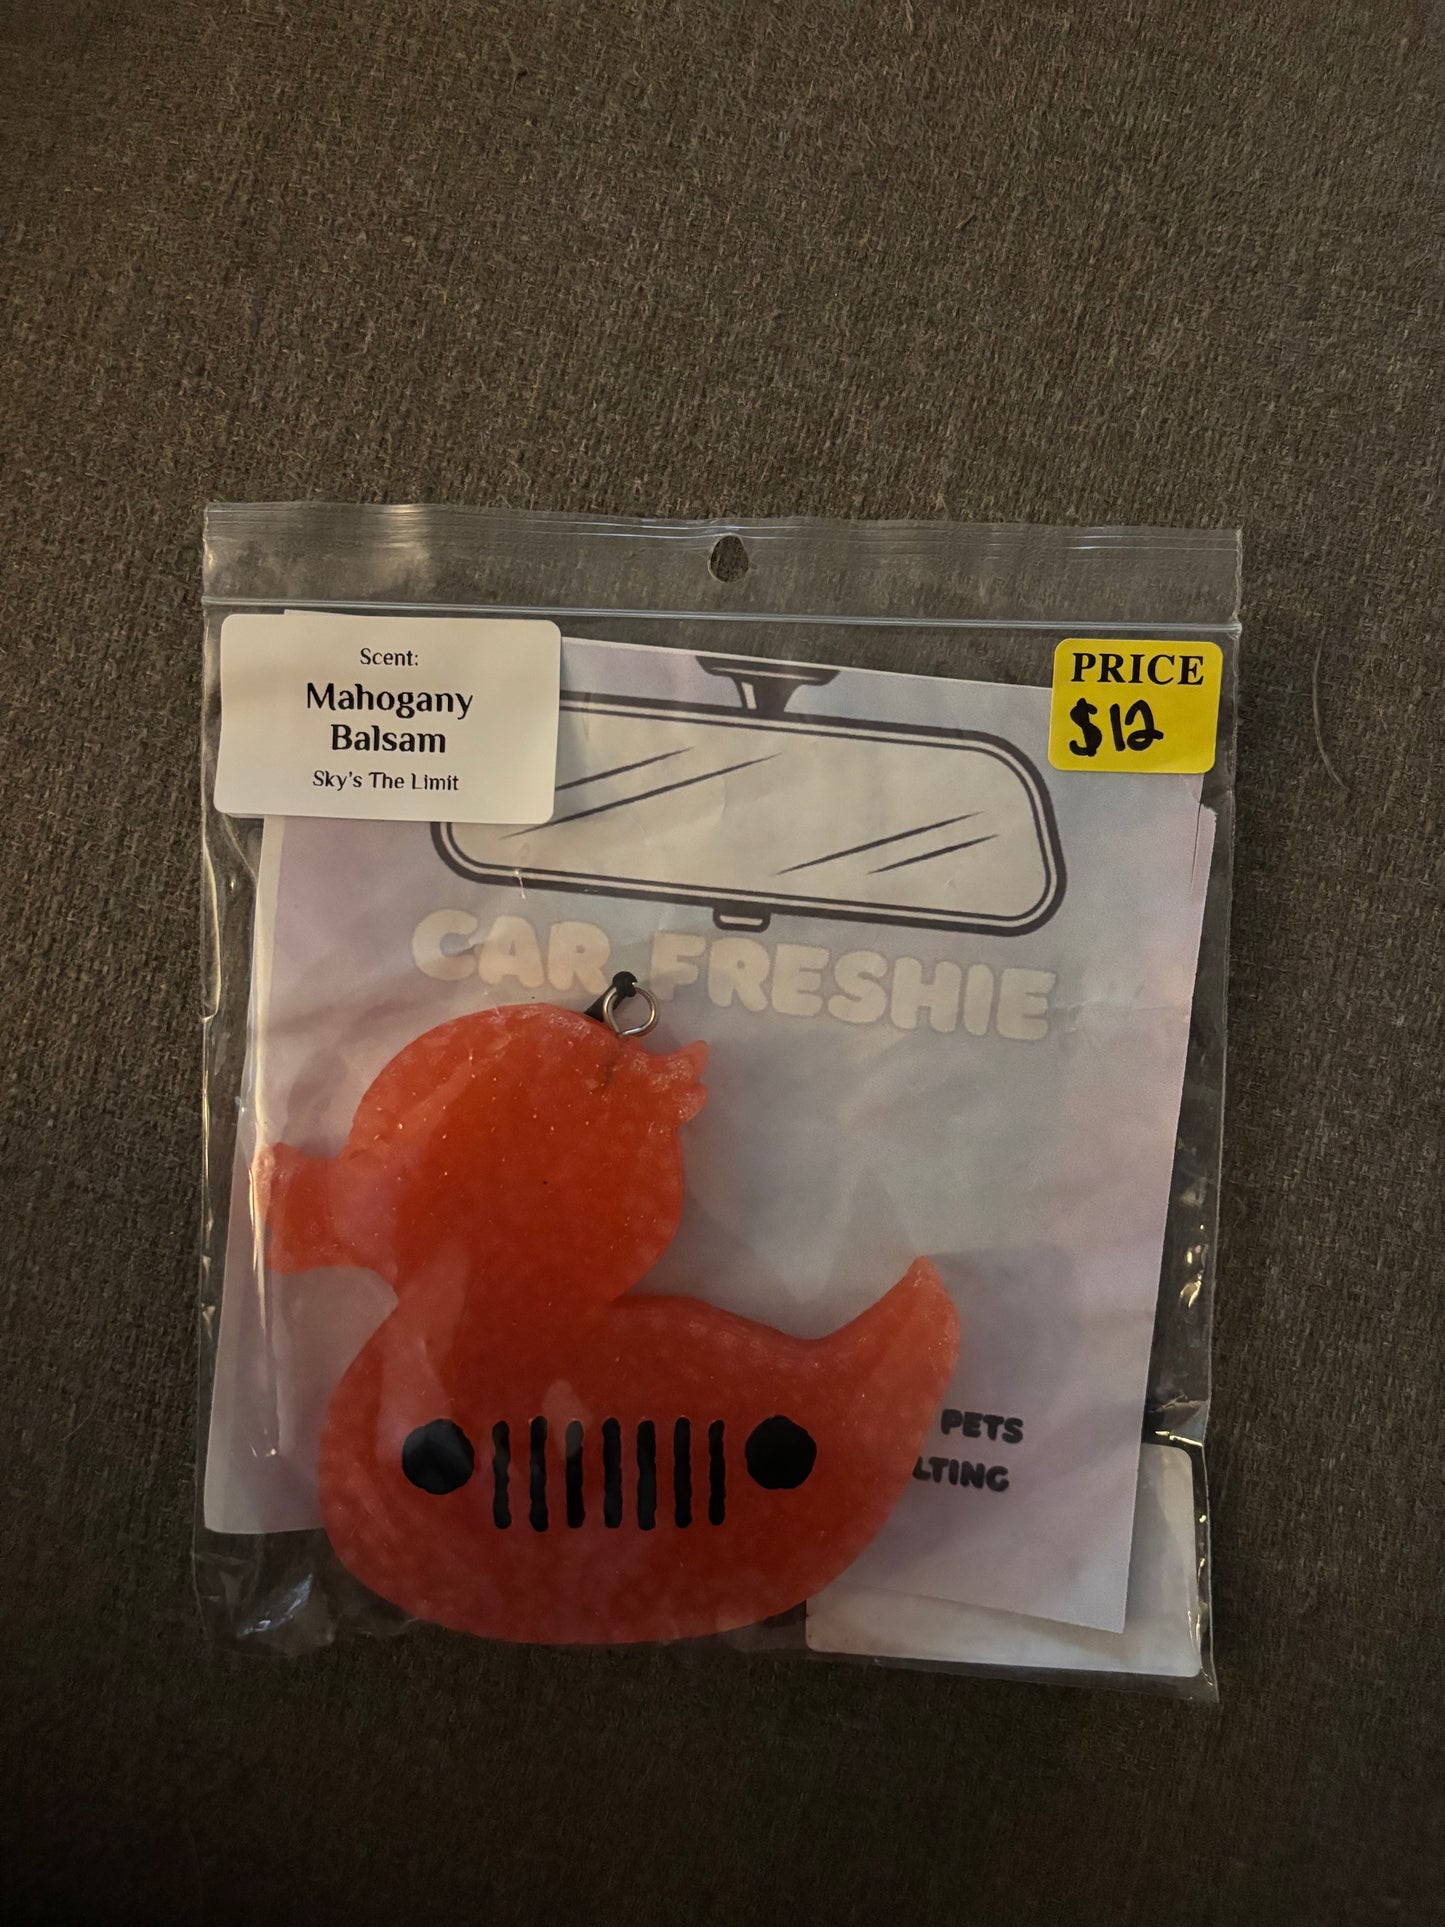 Scent:
Mahogany
Balsam
Sky's The Limit
PRICE
$12
CAR FRESHIE
PETS
LTING